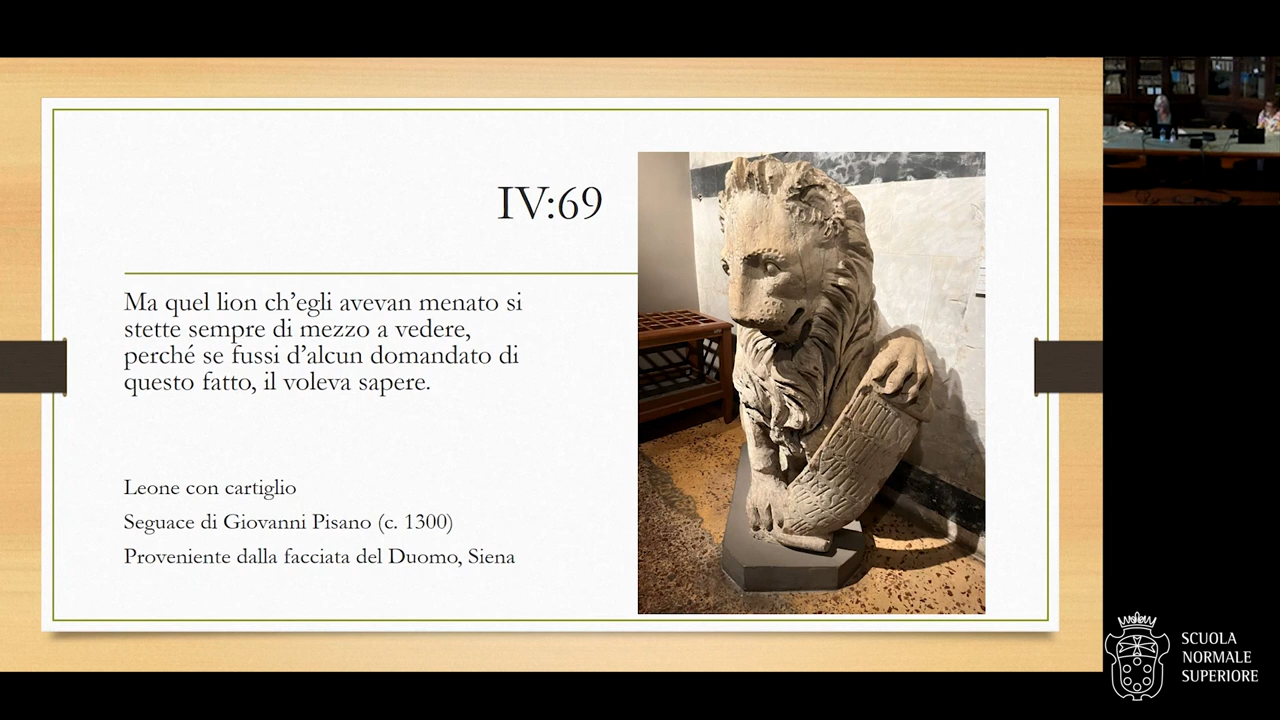 IV:69
Ma quel lion ch’egli avevan menato si
stette sempre di mezzo a vedere,
perché se fussi d’alcun domandato di
questo fatto, il voleva sapere.
Leone con cartiglio
Seguace di Giovanni Pisano (c. 1300)
Proveniente dalla facciata del Duomo, Siena
SCUOLA
NORMALE
SUPERIORE